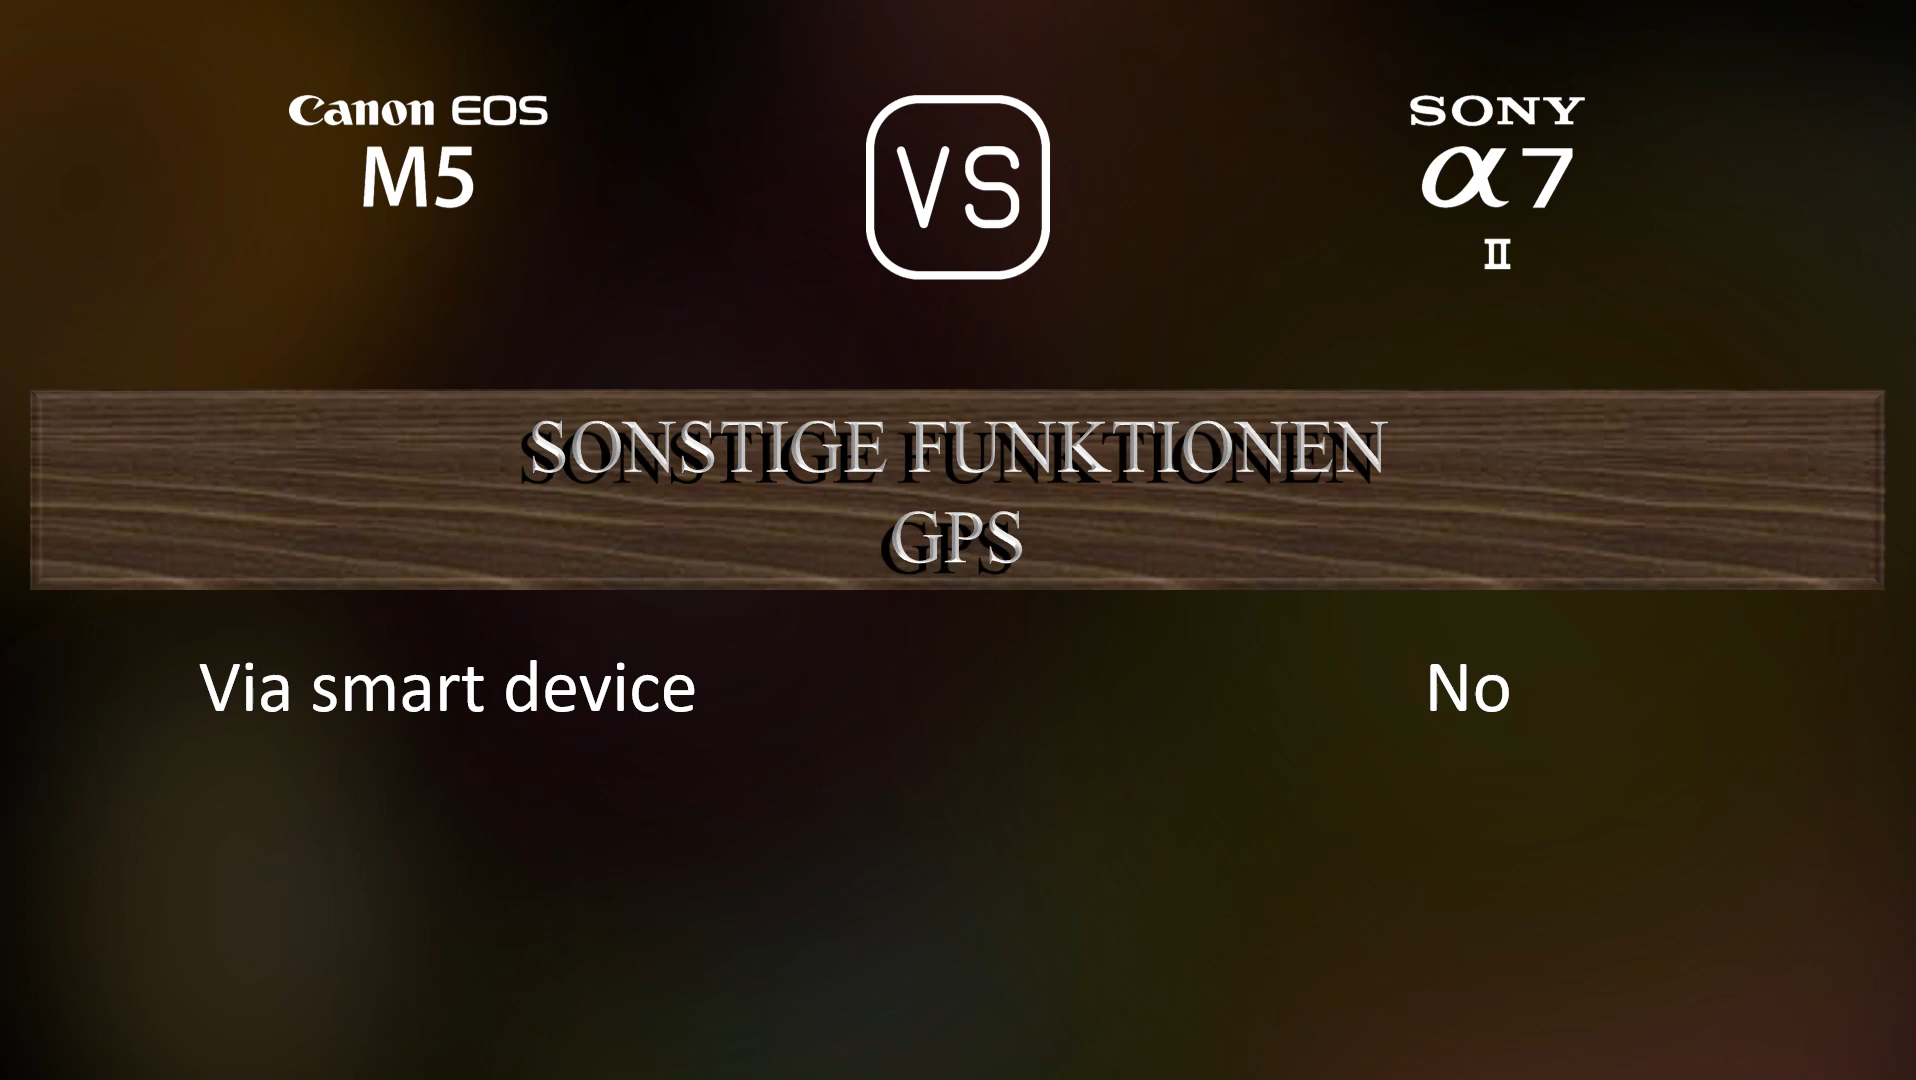 Canon EOS
M5
VS
SONY
α7
II
SONSTIGE FUNKTIONEN
GPS
Via smart device
No